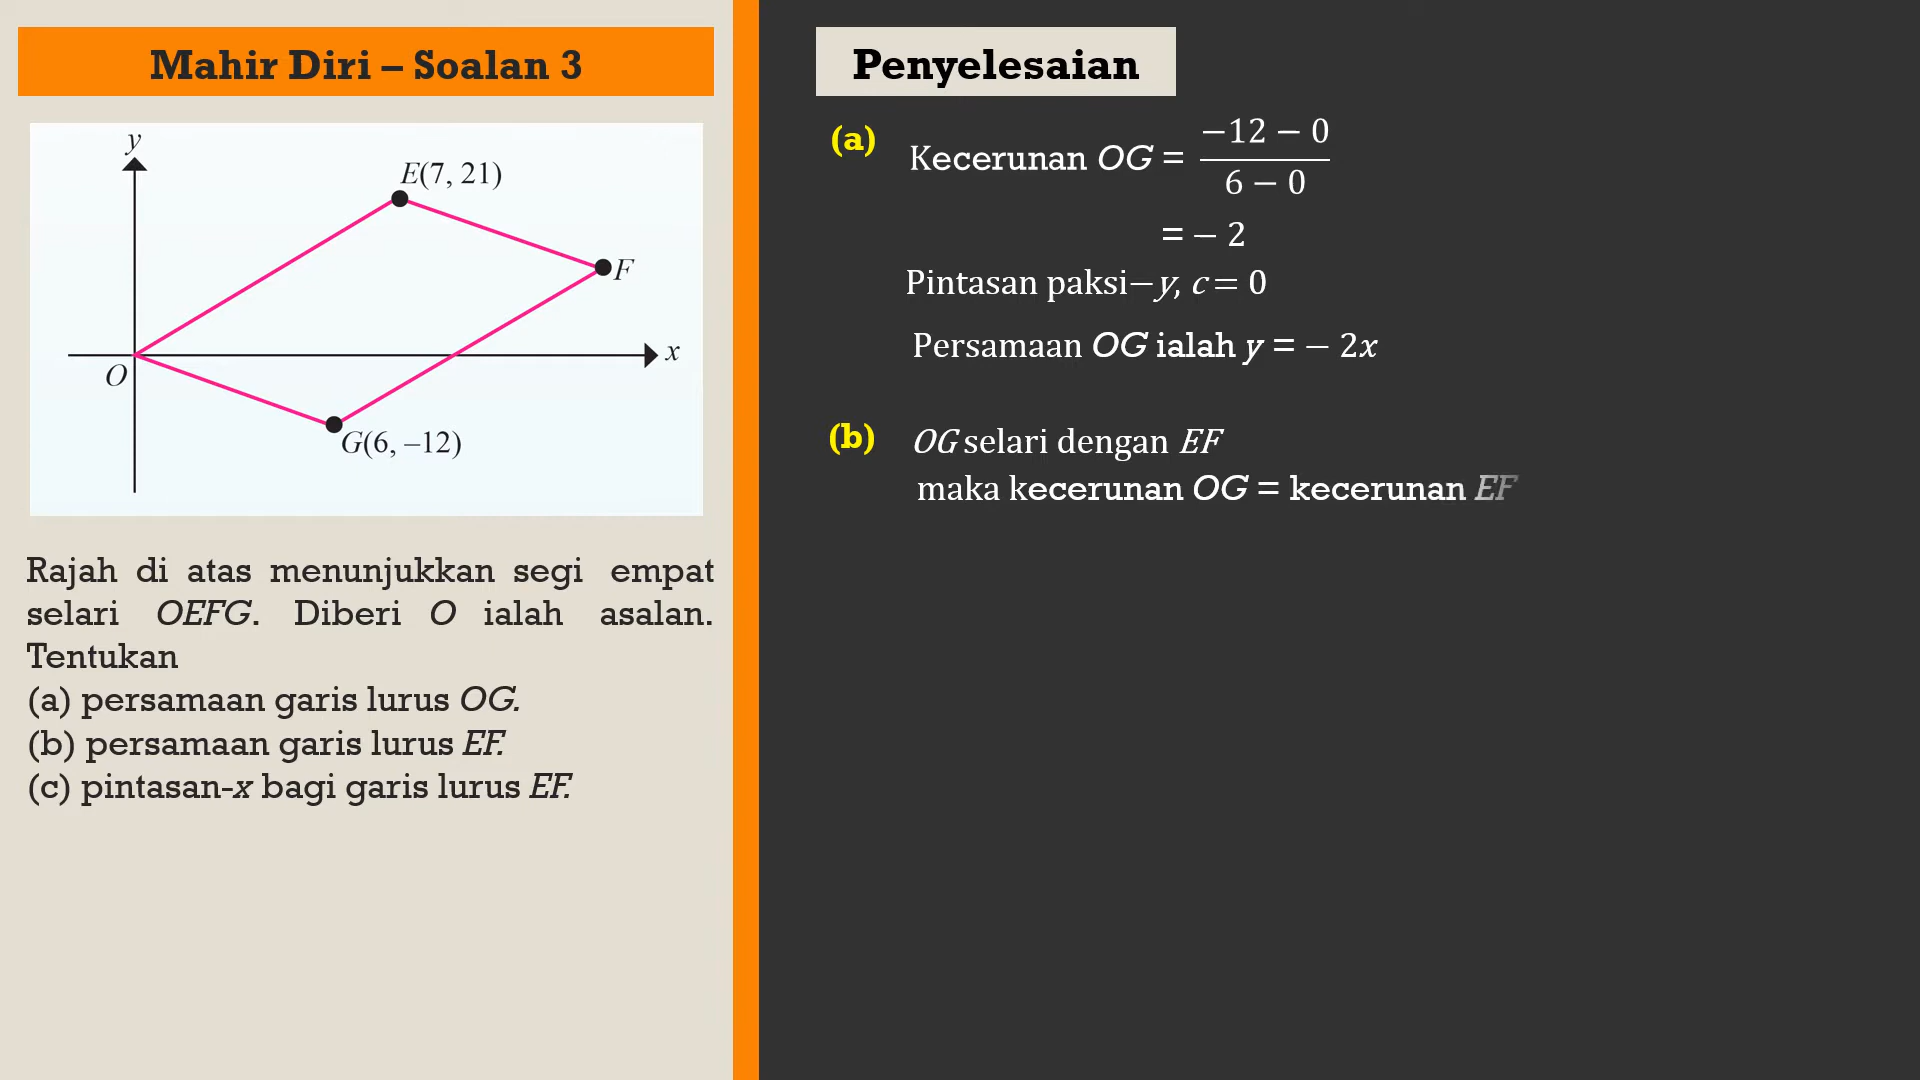 Mahir Diri – Soalan 3
y
E(7, 21)
F
x
O
G(6, –12)
Rajah di atas menunjukkan segi empat
selari OEFG. Diberi O ialah asalan.
Tentukan
(a) persamaan garis lurus OG.
(b) persamaan garis lurus EF.
(c) pintasan-x bagi garis lurus EF.
Penyelesaian
(a) Kecerunan OG = (−12 − 0)/(6 − 0)
= − 2
Pintasan paksi−y, c = 0
Persamaan OG ialah y = − 2x
(b) OG selari dengan EF
maka kecerunan OG = kecerunan EF